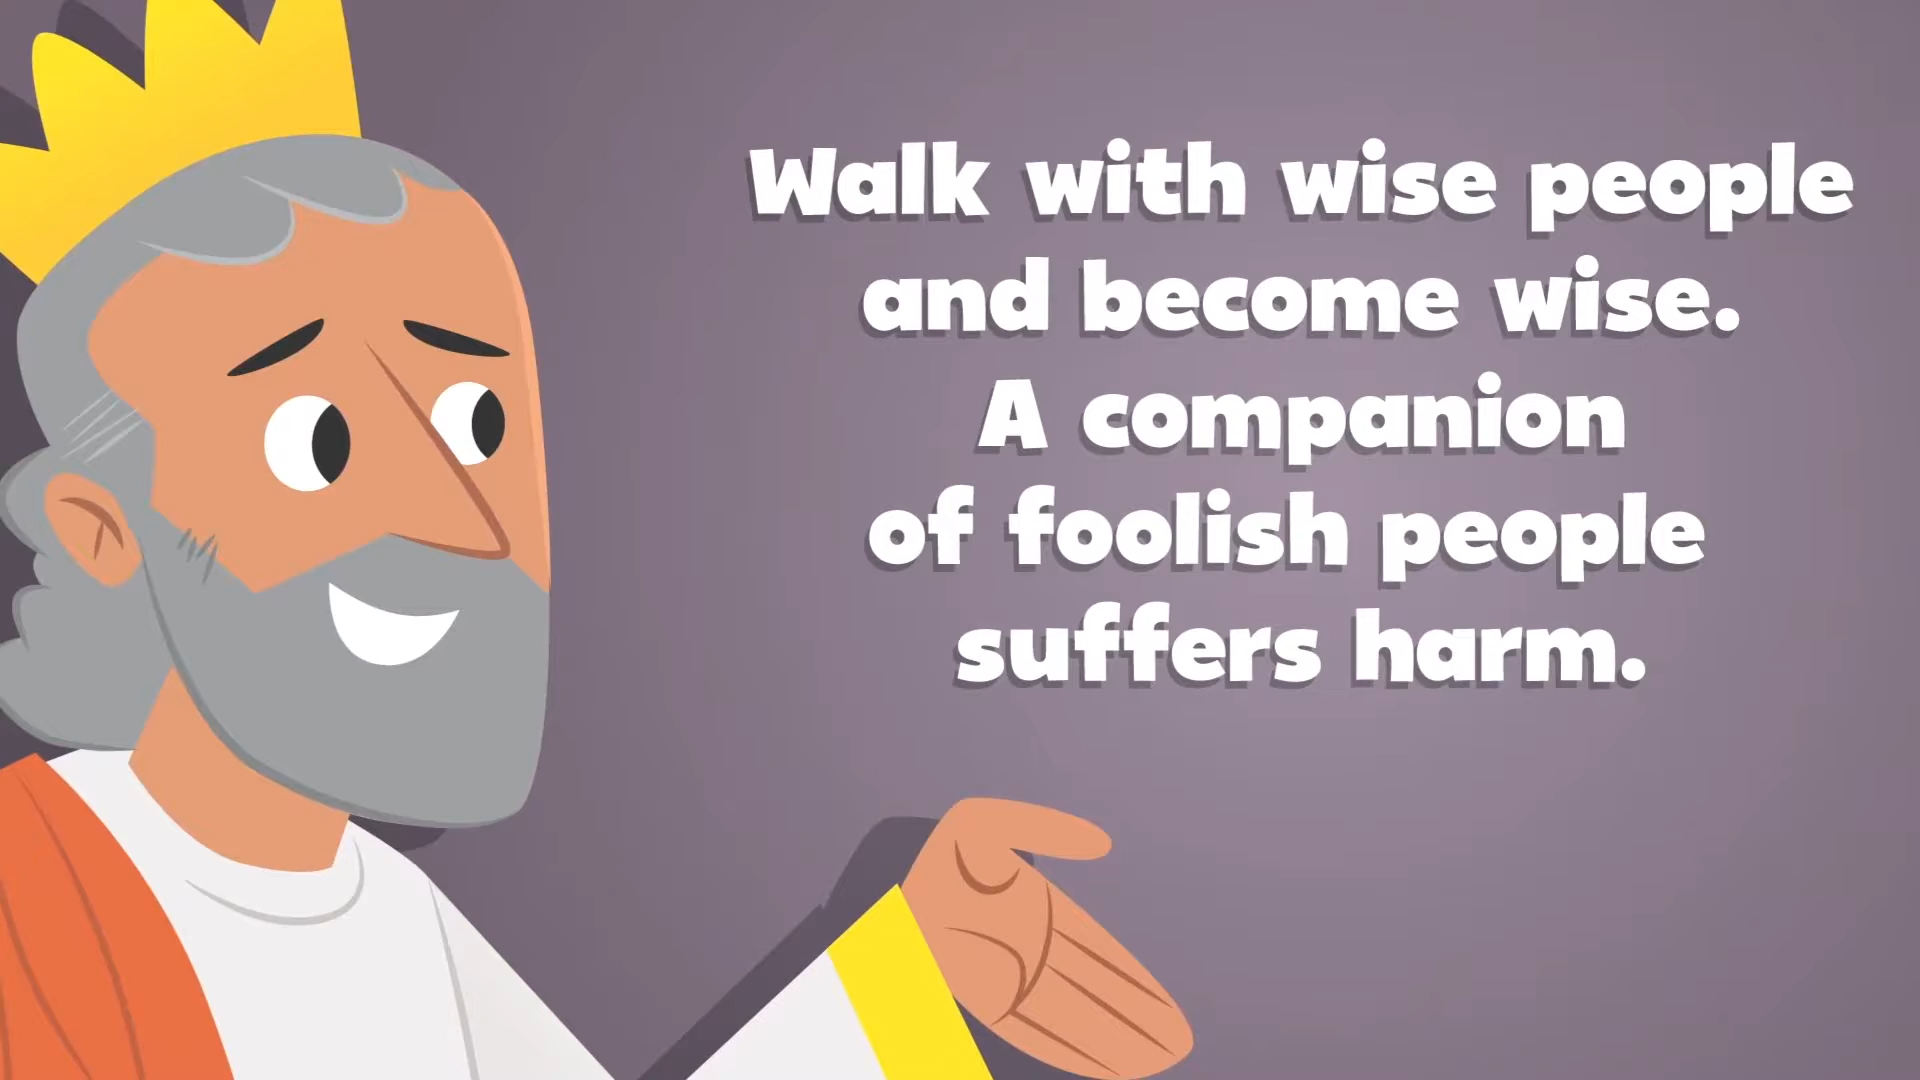 Walk with wise people
and become wise.
A companion
of foolish people
suffers harm.